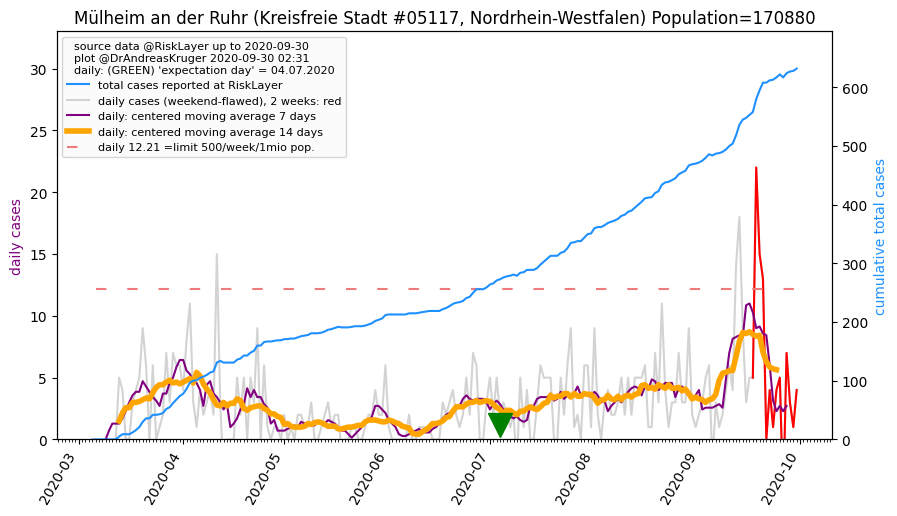 Mülheim an der Ruhr (Kreisfreie Stadt #05117, Nordrhein-Westfalen) Population=170880
source data @RiskLayer up to 2020-09-30
plot @DrAndreasKruger 2020-09-30 02:31
daily: (GREEN) 'expectation day' = 04.07.2020
total cases reported at RiskLayer
daily cases (weekend-flawed), 2 weeks: red
daily: centered moving average 7 days
daily: centered moving average 14 days
daily 12.21 =limit 500/week/1mio pop.
daily cases
30
25
20
15
10
5
0
cumulative total cases
600
500
400
300
200
100
0
2020-03
2020-04
2020-05
2020-06
2020-07
2020-08
2020-09
2020-10